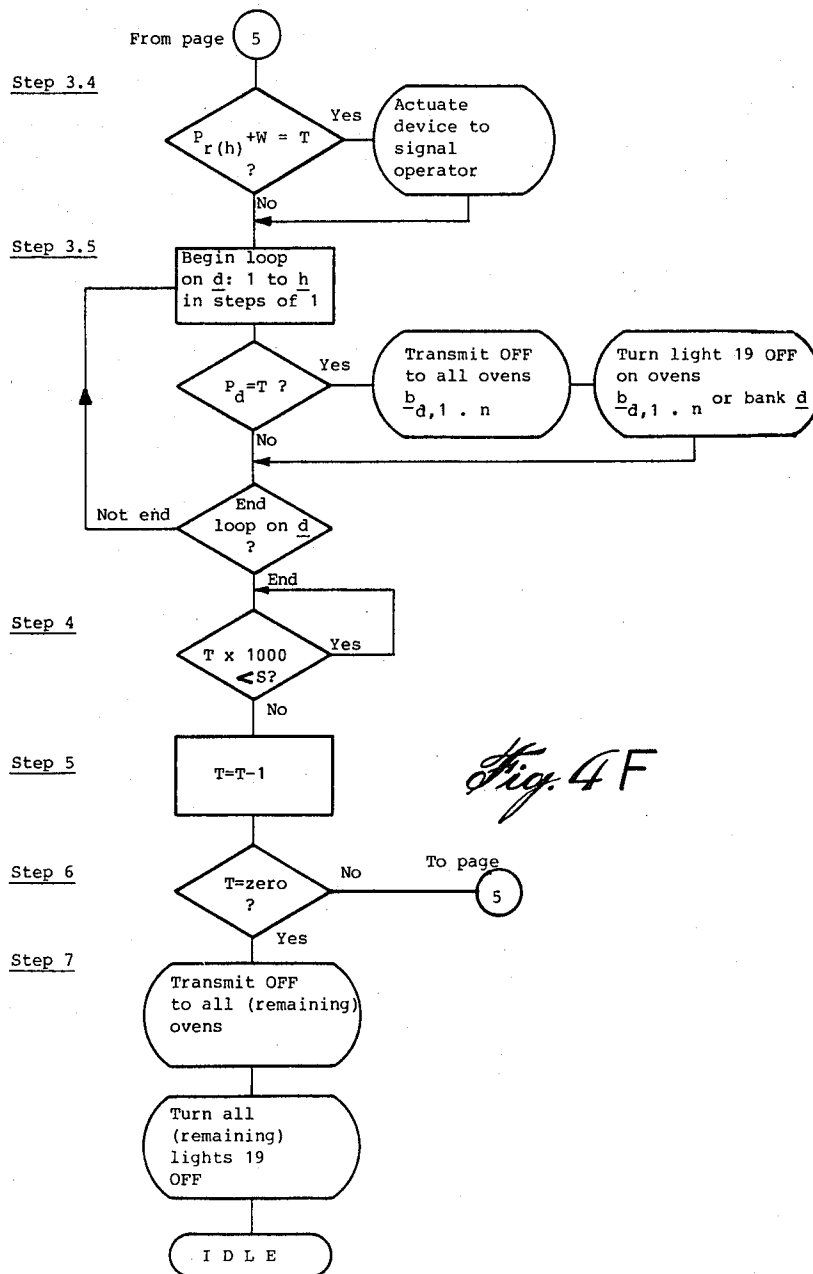 From page 5
Step 3.4
P r(h) +W = T
?
Yes
Actuate
device to
signal
operator
No
Step 3.5
Begin loop
on d: 1 to h
in steps of 1
P d =T ?
Yes
Transmit OFF
to all ovens
b d,1 . n
Turn light 19 OFF
on ovens
b d,1 . n or bank d
No
Not end
End
loop on d
?
End
Step 4
T x 1000
<S?
Yes
No
Step 5
T=T-1
Fig. 4 F
Step 6
T=zero
?
No
To page
5
Yes
Step 7
Transmit OFF
to all (remaining)
ovens
Turn all
(remaining)
lights 19
OFF
I D L E